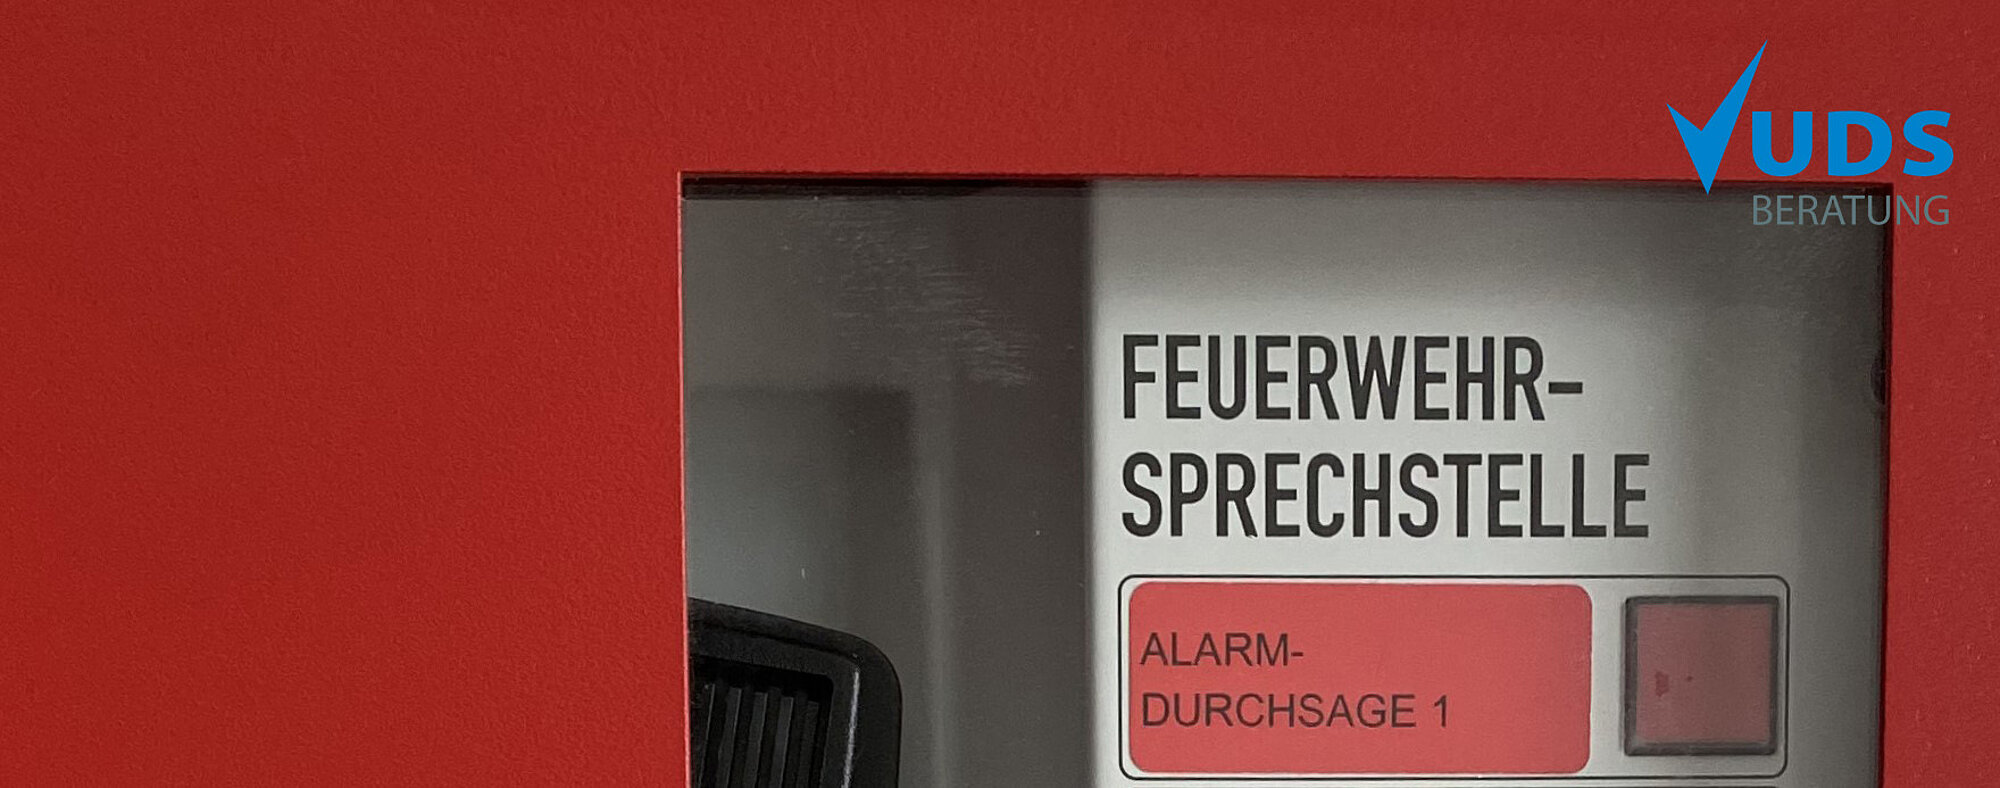 UDS
BERATUNG
FEUERWEHR-
SPRECHSTELLE
ALARM-
DURCHSAGE 1